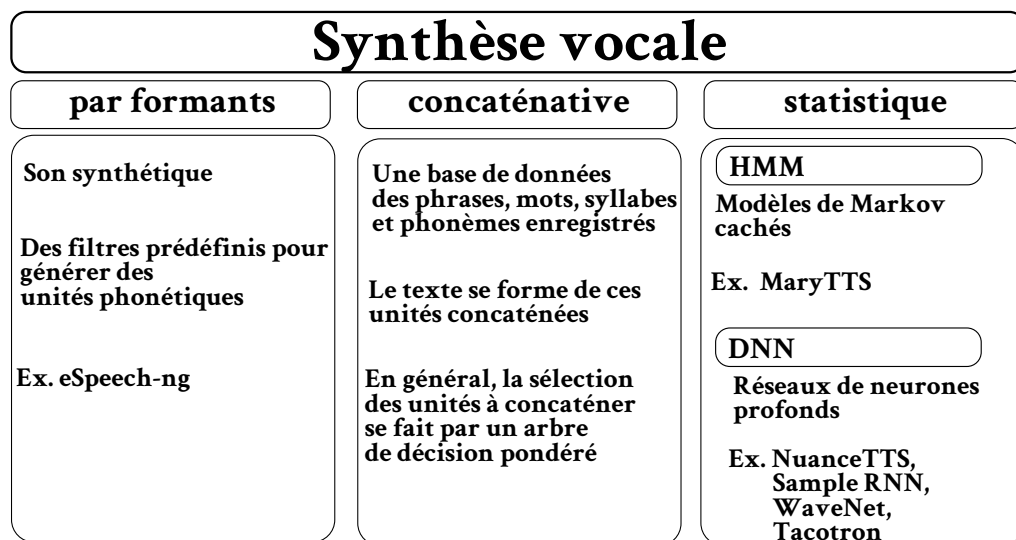 Synthèse vocale
par formants
Son synthétique
Des filtres prédéfinis pour
générer des
unités phonétiques
Ex. eSpeech-ng
concaténative
Une base de données
des phrases, mots, syllabes
et phonèmes enregistrés
Le texte se forme de ces
unités concaténées
En général, la sélection
des unités à concaténer
se fait par un arbre
de décision pondéré
statistique
HMM
Modèles de Markov
cachés
Ex. MaryTTS
DNN
Réseaux de neurones
profonds
Ex. NuanceTTS,
Sample RNN,
WaveNet,
Tacotron